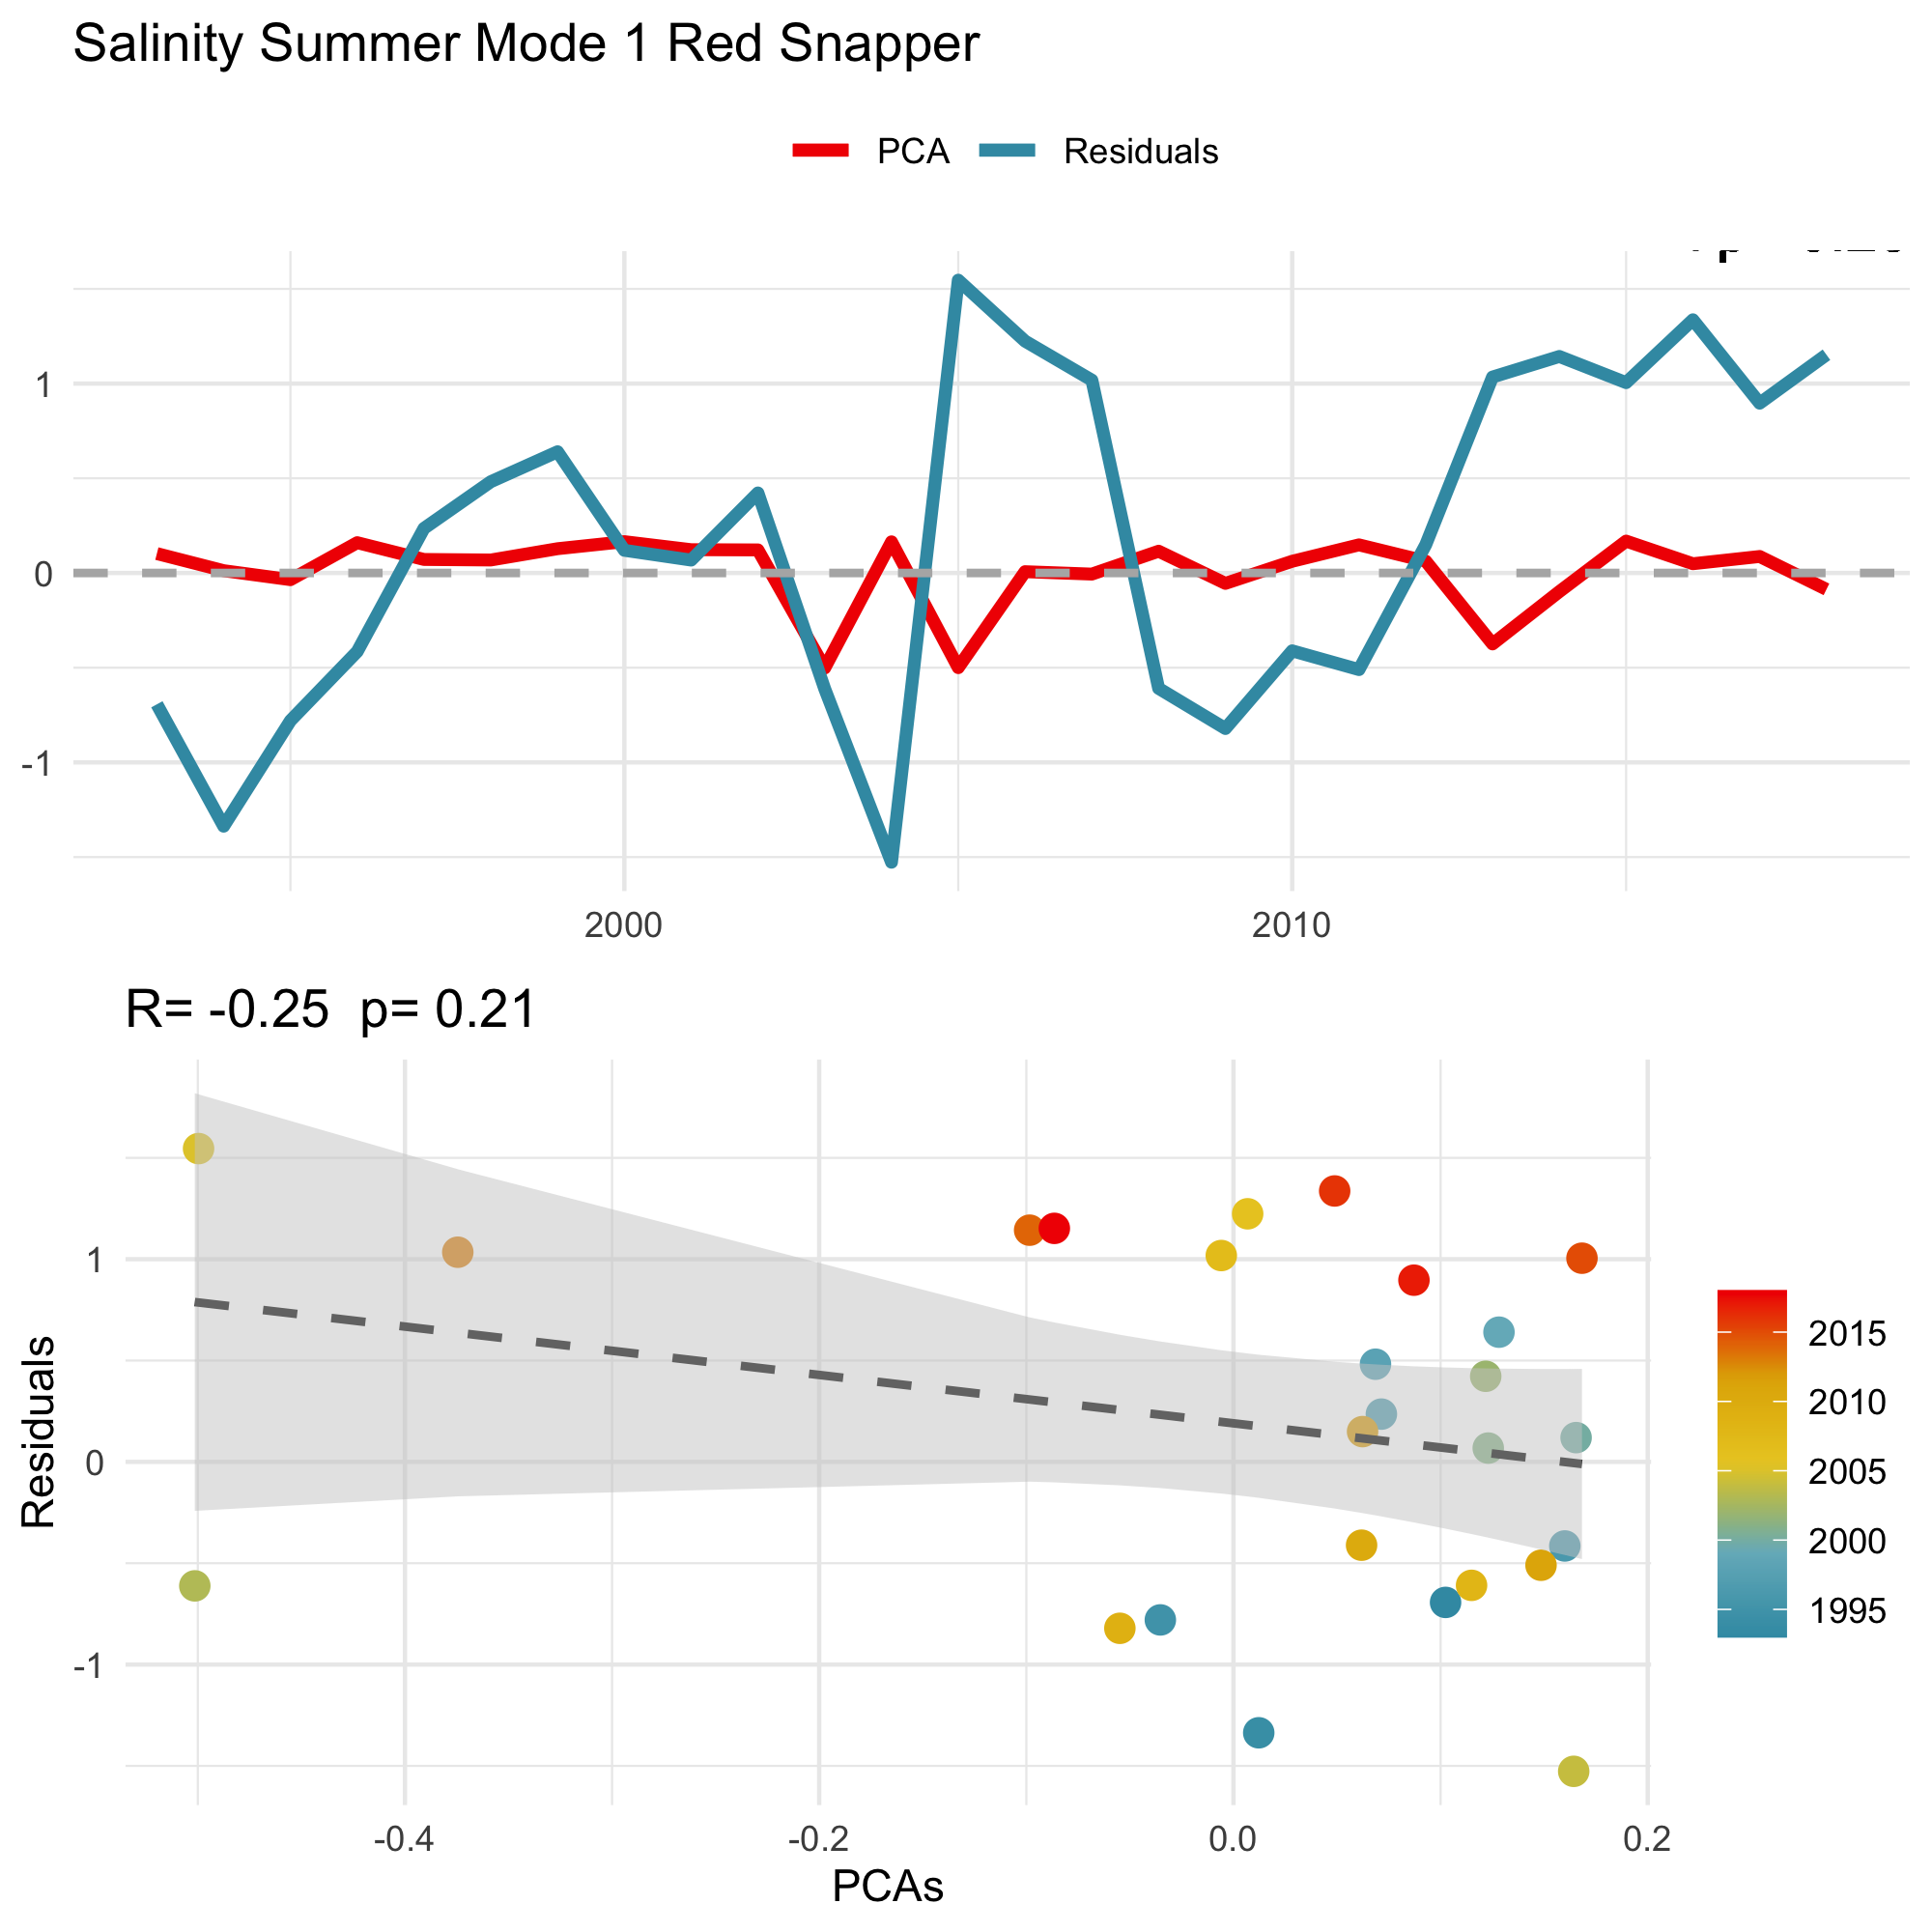 Salinity Summer Mode 1 Red Snapper
PCA Residuals
1
0
-1
2000 2010
R= -0.25 p= 0.21
Residuals
1
0
-1
-0.4 -0.2 0.0 0.2
PCAs
2015
2010
2005
2000
1995